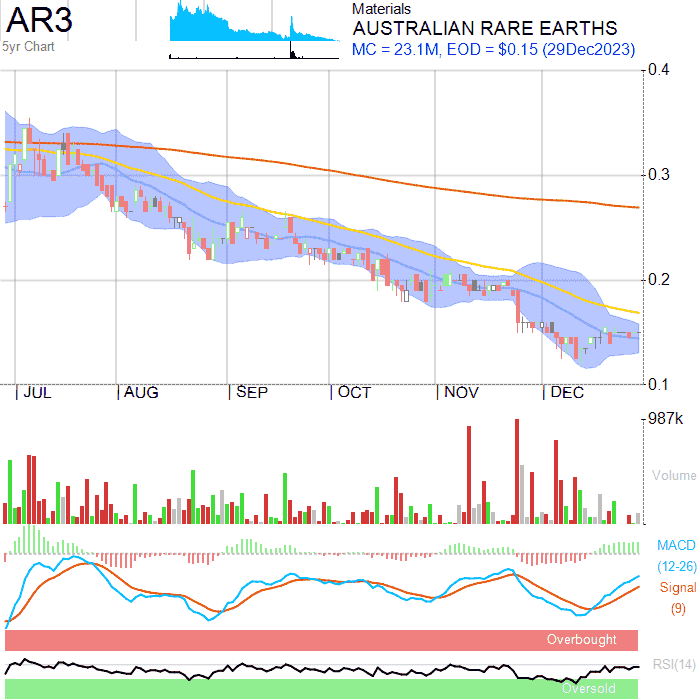 AR3
5yr Chart
Materials
AUSTRALIAN RARE EARTHS
MC = 23.1M, EOD = $0.15 (29Dec2023)
0.4
0.3
0.2
0.1
JUL AUG SEP OCT NOV DEC
987k
Volume
MACD
(12-26)
Signal
(9)
Overbought
RSI(14)
Oversold